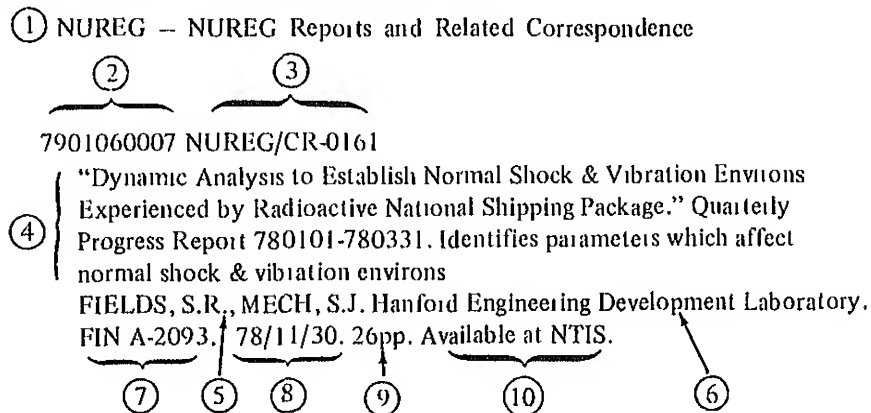 ① NUREG – NUREG Reports and Related Correspondence
② ③
7901060007 NUREG/CR-0161
④
"Dynamic Analysis to Establish Normal Shock & Vibration Environs
Experienced by Radioactive National Shipping Package." Quarterly
Progress Report 780101-780331. Identifies parameters which affect
normal shock & vibration environs
FIELDS, S.R., MECH, S.J. Hanford Engineering Development Laboratory.
FIN A-2093. 78/11/30. 26pp. Available at NTIS.
⑦ ⑤ ⑧ ⑨ ⑩ ⑥